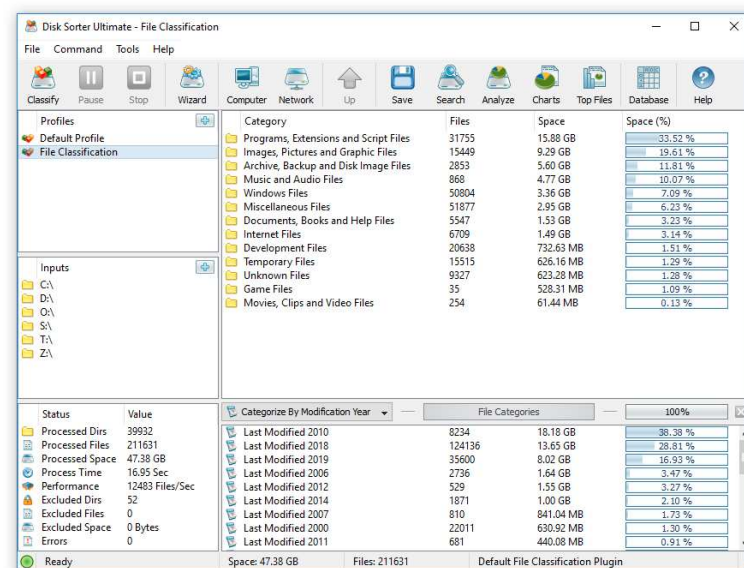 Disk Sorter Ultimate - File Classification
File Command Tools Help
Classify Pause Stop Wizard Computer Network Up Save Search Analyze Charts Top Files Database Help
Profiles
Default Profile
File Classification
Inputs
C:\
D:\
O:\
S:\
T:\
Z:\
Status Value
Processed Dirs 39932
Processed Files 211631
Processed Space 47.38 GB
Process Time 16.95 Sec
Performance 12483 Files/Sec
Excluded Dirs 52
Excluded Files 0
Excluded Space 0 Bytes
Errors 0
Category Files Space Space (%)
Programs, Extensions and Script Files 31755 15.88 GB 33.52 %
Images, Pictures and Graphic Files 15449 9.29 GB 19.61 %
Archive, Backup and Disk Image Files 2853 5.60 GB 11.81 %
Music and Audio Files 868 4.77 GB 10.07 %
Windows Files 50804 3.36 GB 7.09 %
Miscellaneous Files 51877 2.95 GB 6.23 %
Documents, Books and Help Files 5547 1.53 GB 3.23 %
Internet Files 6709 1.49 GB 3.14 %
Development Files 20638 732.63 MB 1.51 %
Temporary Files 15515 626.16 MB 1.29 %
Unknown Files 9327 623.28 MB 1.28 %
Game Files 35 528.31 MB 1.09 %
Movies, Clips and Video Files 254 61.44 MB 0.13 %
Categorize By Modification Year File Categories 100%
Last Modified 2010 8234 18.18 GB 38.38 %
Last Modified 2018 124136 13.65 GB 28.81 %
Last Modified 2019 35600 8.02 GB 16.93 %
Last Modified 2006 2736 1.64 GB 3.47 %
Last Modified 2012 529 1.55 GB 3.27 %
Last Modified 2014 1871 1.00 GB 2.10 %
Last Modified 2007 810 841.04 MB 1.73 %
Last Modified 2000 22011 630.92 MB 1.30 %
Last Modified 2011 681 440.08 MB 0.91 %
Ready Space: 47.38 GB Files: 211631 Default File Classification Plugin